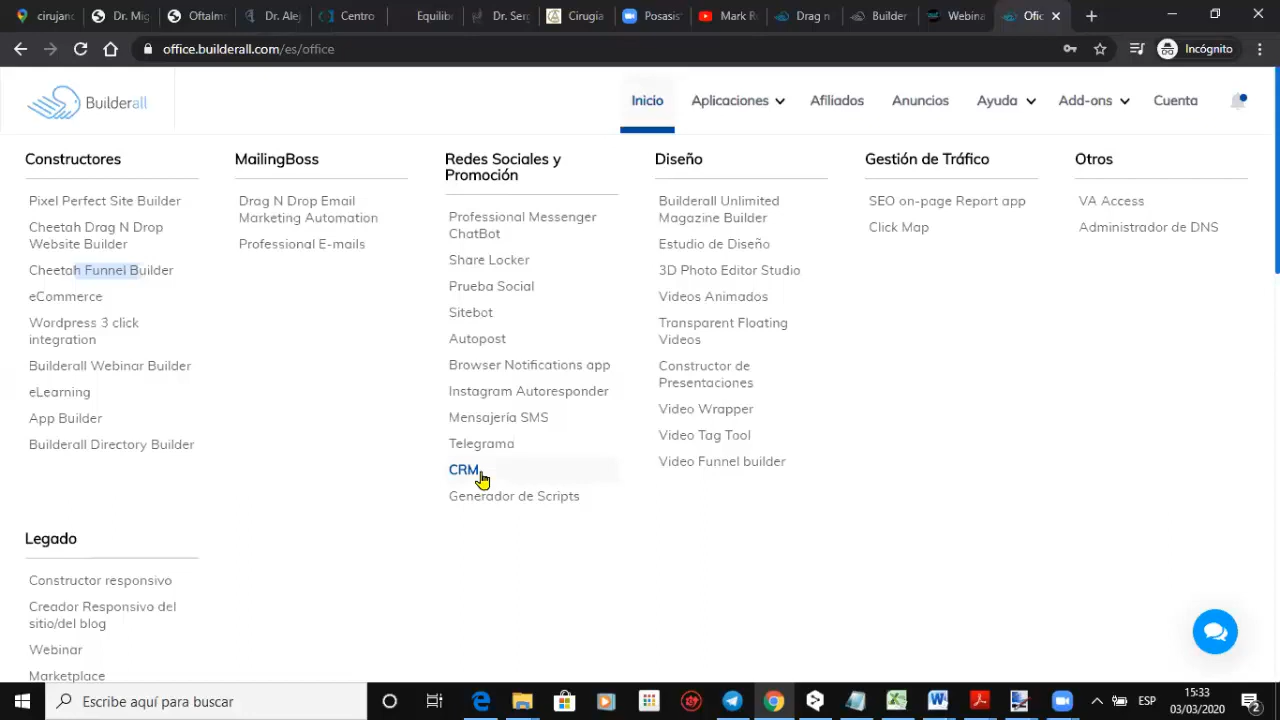 cirujanc
Dr. Mig
Oftalm
Dr. Alej
Centro
Equilib
Dr. Serg
Cirugía
Posasis
Mark R
Drag n
Builder
Webina
Ofic
office.builderall.com/es/office
Incógnito
Builderall
Inicio
Aplicaciones
Afiliados
Anuncios
Ayuda
Add-ons
Cuenta
Constructores
Pixel Perfect Site Builder
Cheetah Drag N Drop
Website Builder
Cheetah Funnel Builder
eCommerce
Wordpress 3 click
integration
Builderall Webinar Builder
eLearning
App Builder
Builderall Directory Builder
MailingBoss
Drag N Drop Email
Marketing Automation
Professional E-mails
Redes Sociales y
Promoción
Professional Messenger
ChatBot
Share Locker
Prueba Social
Sitebot
Autopost
Browser Notifications app
Instagram Autoresponder
Mensajería SMS
Telegrama
CRM
Generador de Scripts
Diseño
Builderall Unlimited
Magazine Builder
Estudio de Diseño
3D Photo Editor Studio
Videos Animados
Transparent Floating
Videos
Constructor de
Presentaciones
Video Wrapper
Video Tag Tool
Video Funnel builder
Gestión de Tráfico
SEO on-page Report app
Click Map
Otros
VA Access
Administrador de DNS
Legado
Constructor responsivo
Creador Responsivo del
sitio/del blog
Webinar
Marketplace
Escribe aquí para buscar
ESP
15:33
03/03/2020
2